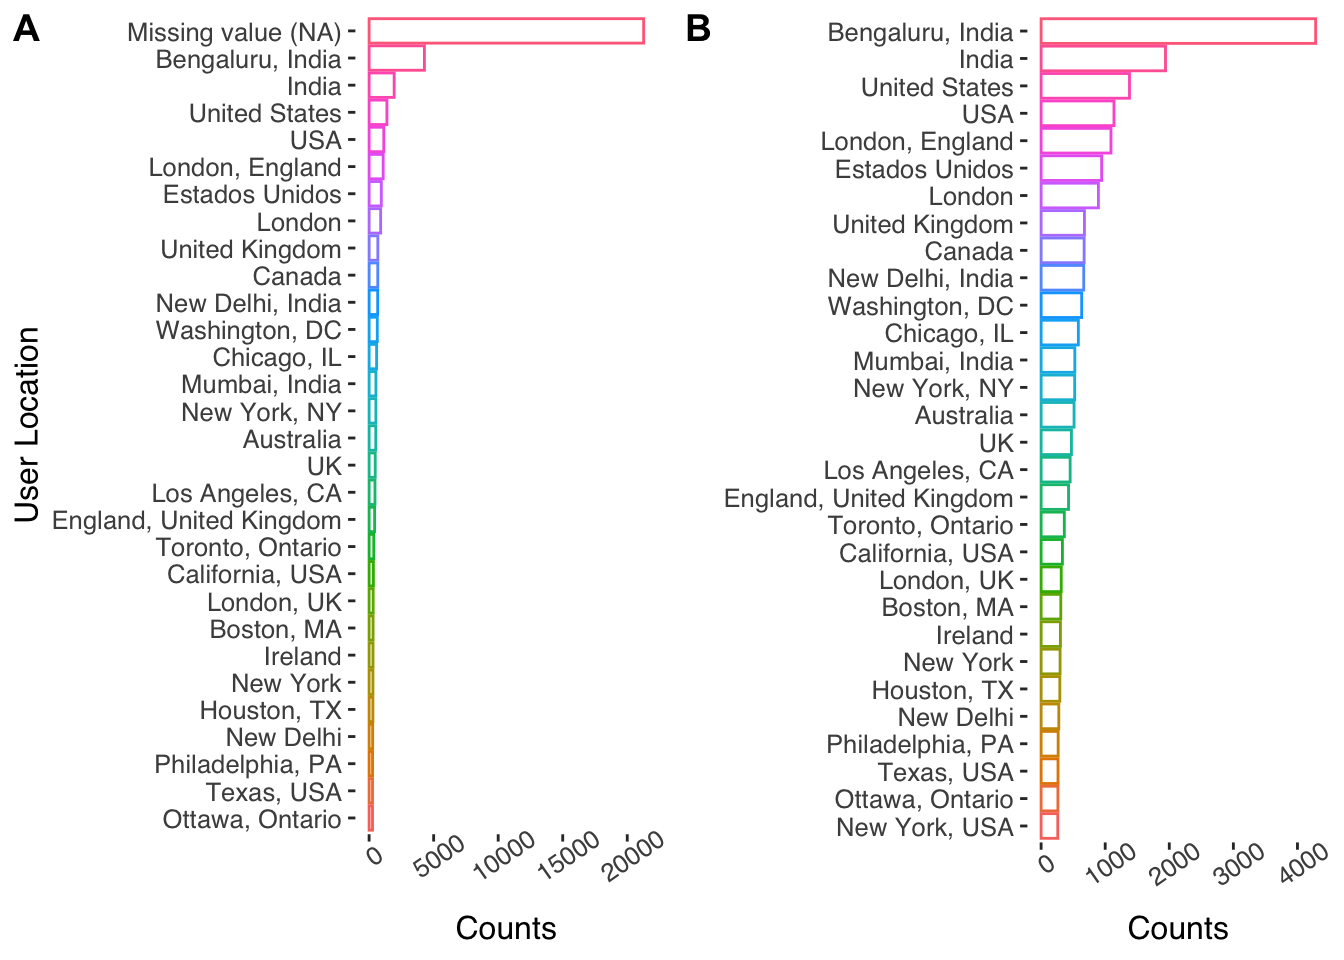 A
User Location
Missing value (NA)
Bengaluru, India
India
United States
USA
London, England
Estados Unidos
London
United Kingdom
Canada
New Delhi, India
Washington, DC
Chicago, IL
Mumbai, India
New York, NY
Australia
UK
Los Angeles, CA
England, United Kingdom
Toronto, Ontario
California, USA
London, UK
Boston, MA
Ireland
New York
Houston, TX
New Delhi
Philadelphia, PA
Texas, USA
Ottawa, Ontario
0 5000 10000 15000 20000
Counts
B
Bengaluru, India
India
United States
USA
London, England
Estados Unidos
London
United Kingdom
Canada
New Delhi, India
Washington, DC
Chicago, IL
Mumbai, India
New York, NY
Australia
UK
Los Angeles, CA
England, United Kingdom
Toronto, Ontario
California, USA
London, UK
Boston, MA
Ireland
New York
Houston, TX
New Delhi
Philadelphia, PA
Texas, USA
Ottawa, Ontario
New York, USA
0 1000 2000 3000 4000
Counts